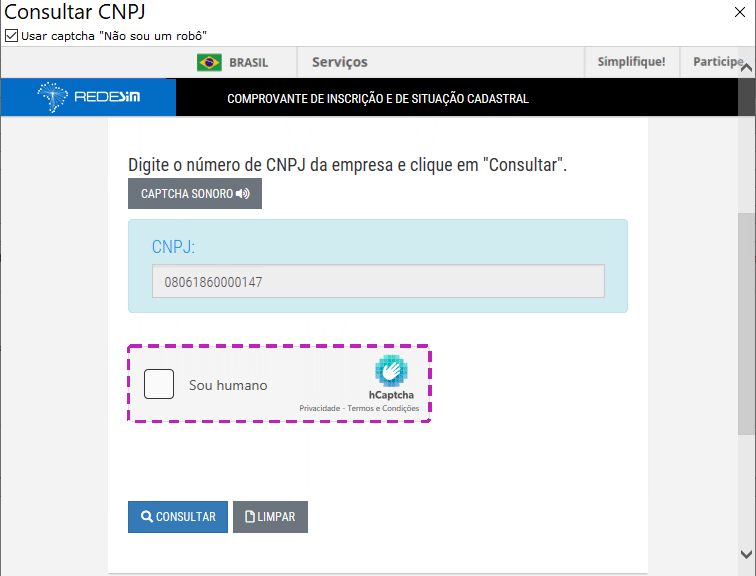 Consultar CNPJ
Usar captcha "Não sou um robô"
BRASIL Serviços Simplifique! Participe
REDESIM COMPROVANTE DE INSCRIÇÃO E DE SITUAÇÃO CADASTRAL
Digite o número de CNPJ da empresa e clique em "Consultar".
CAPTCHA SONORO
CNPJ:
08061860000147
Sou humano
hCaptcha
Privacidade - Termos e Condições
CONSULTAR LIMPAR